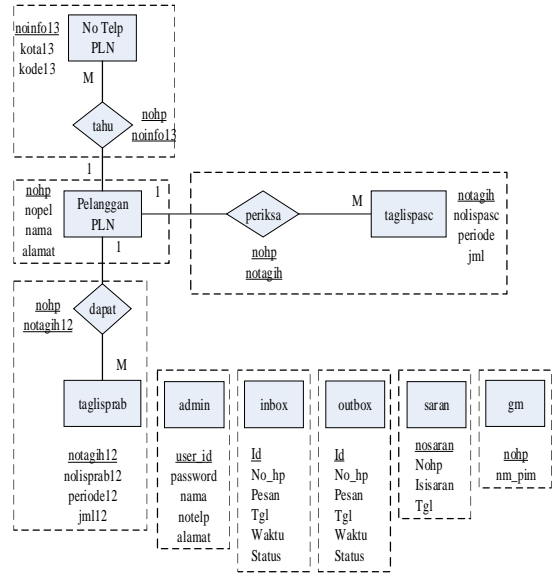 noinfo13
kota13
kode13
No Telp
PLN
M
tahu
nohp
noinfo13
1
nohp
nopel
nama
alamat
Pelanggan
PLN
1
1
periksa
nohp
notagih
M
taglispasc
notagih
nolispasc
periode
jml
nohp
notagih12
dapat
M
taglisprab
notagih12
nolisprab12
periode12
jml12
admin
user_id
password
nama
notelp
alamat
inbox
Id
No_hp
Pesan
Tgl
Waktu
Status
outbox
Id
No_hp
Pesan
Tgl
Waktu
Status
saran
nosaran
Nohp
Isisaran
Tgl
gm
nohp
nm_pim